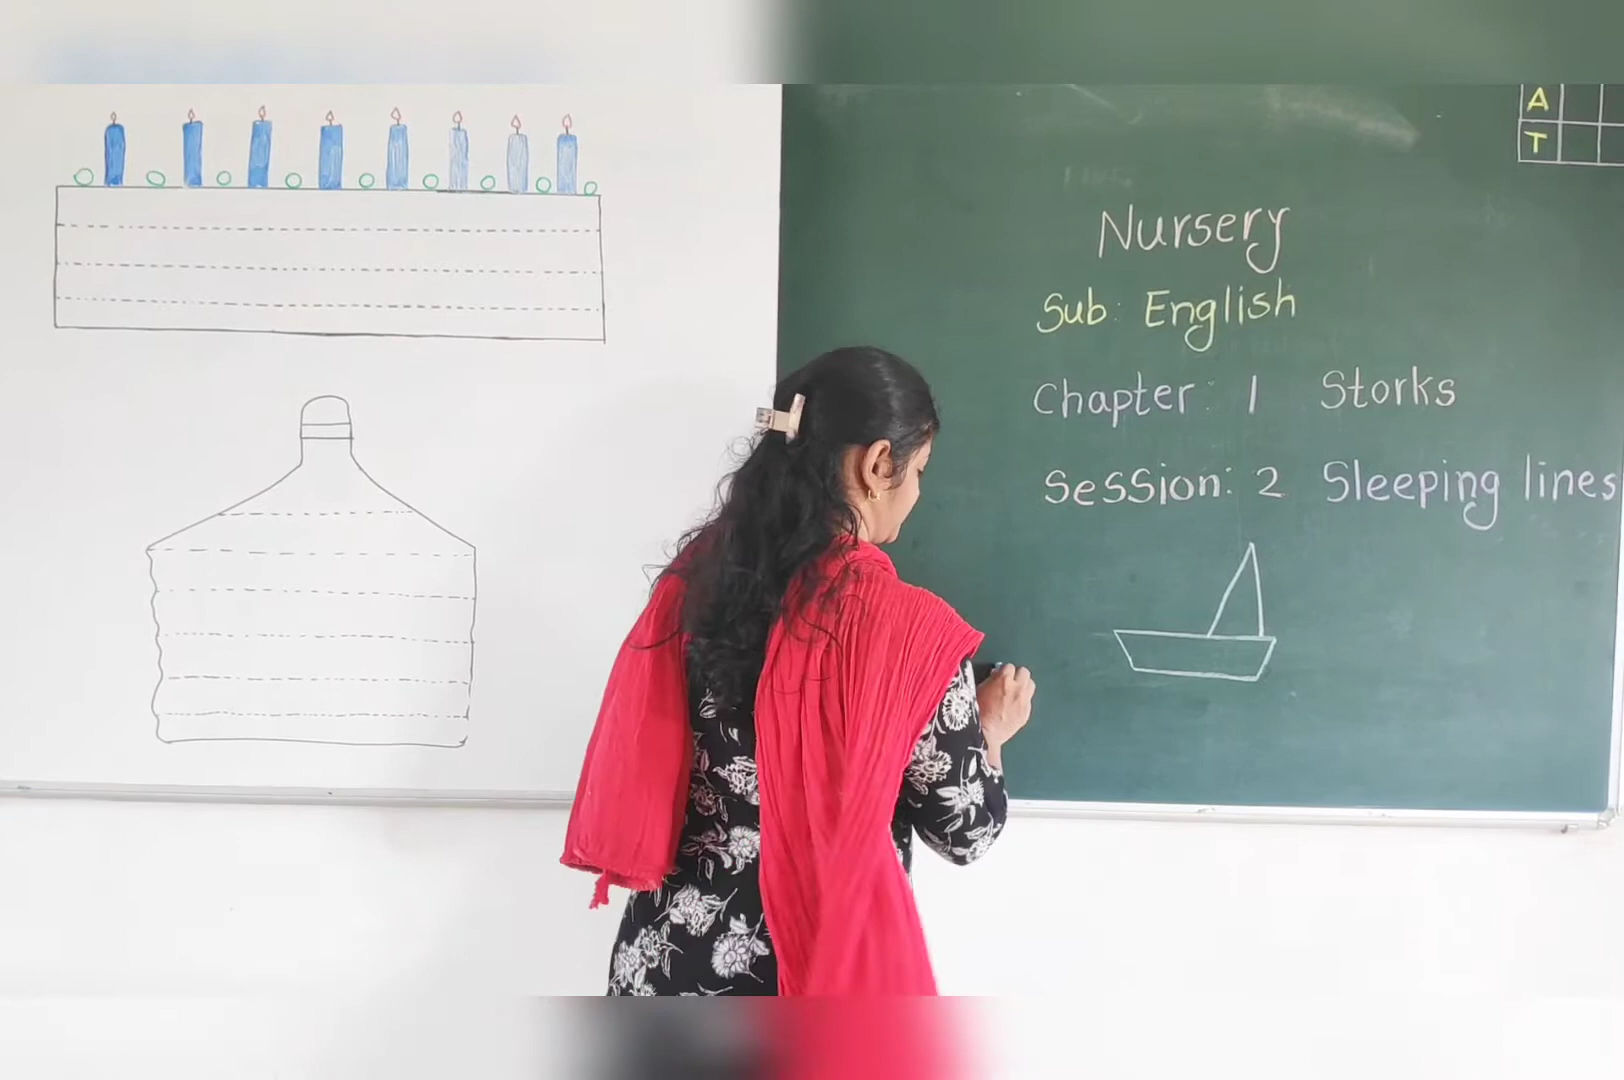 A
T
Nursery
Sub: English
Chapter: 1 Storks
Session: 2 Sleeping lines